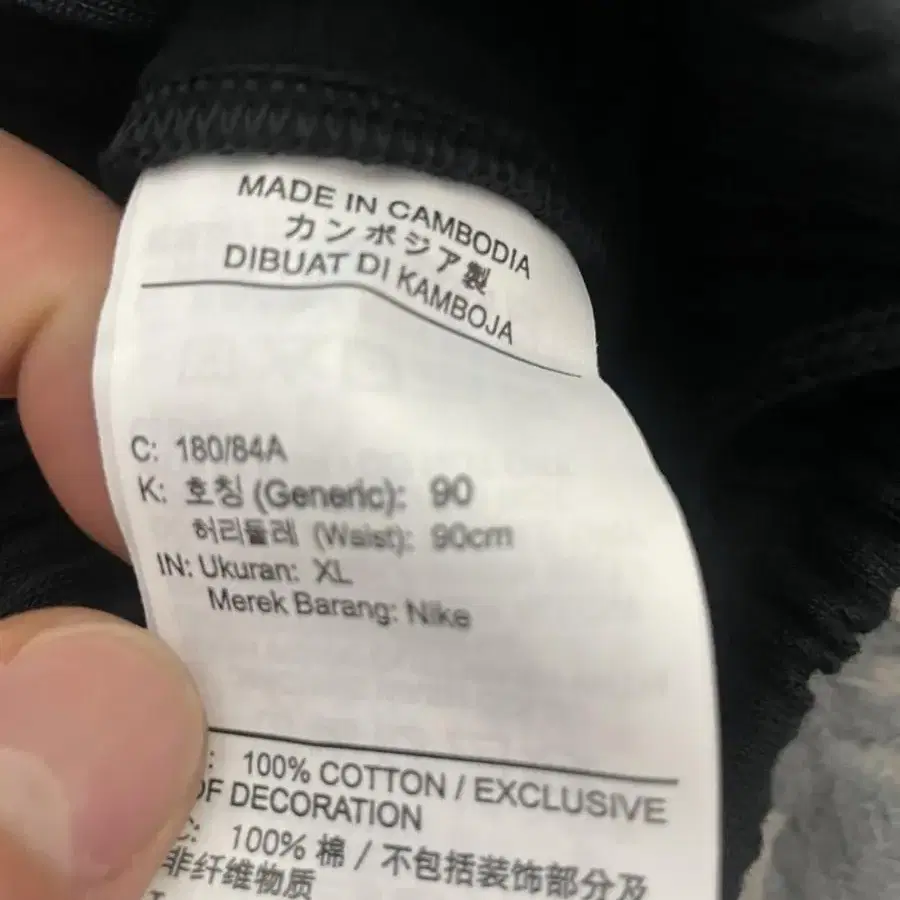 MADE IN CAMBODIA
カンボジア製
DIBUAT DI KAMBOJA
C: 180/84A
K: 호칭 (Generic): 90
허리둘레 (Waist): 90cm
IN: Ukuran: XL
Merek Barang: Nike
: 100% COTTON / EXCLUSIVE
OF DECORATION
C: 100% 棉 / 不包括装饰部分及
非纤维物质